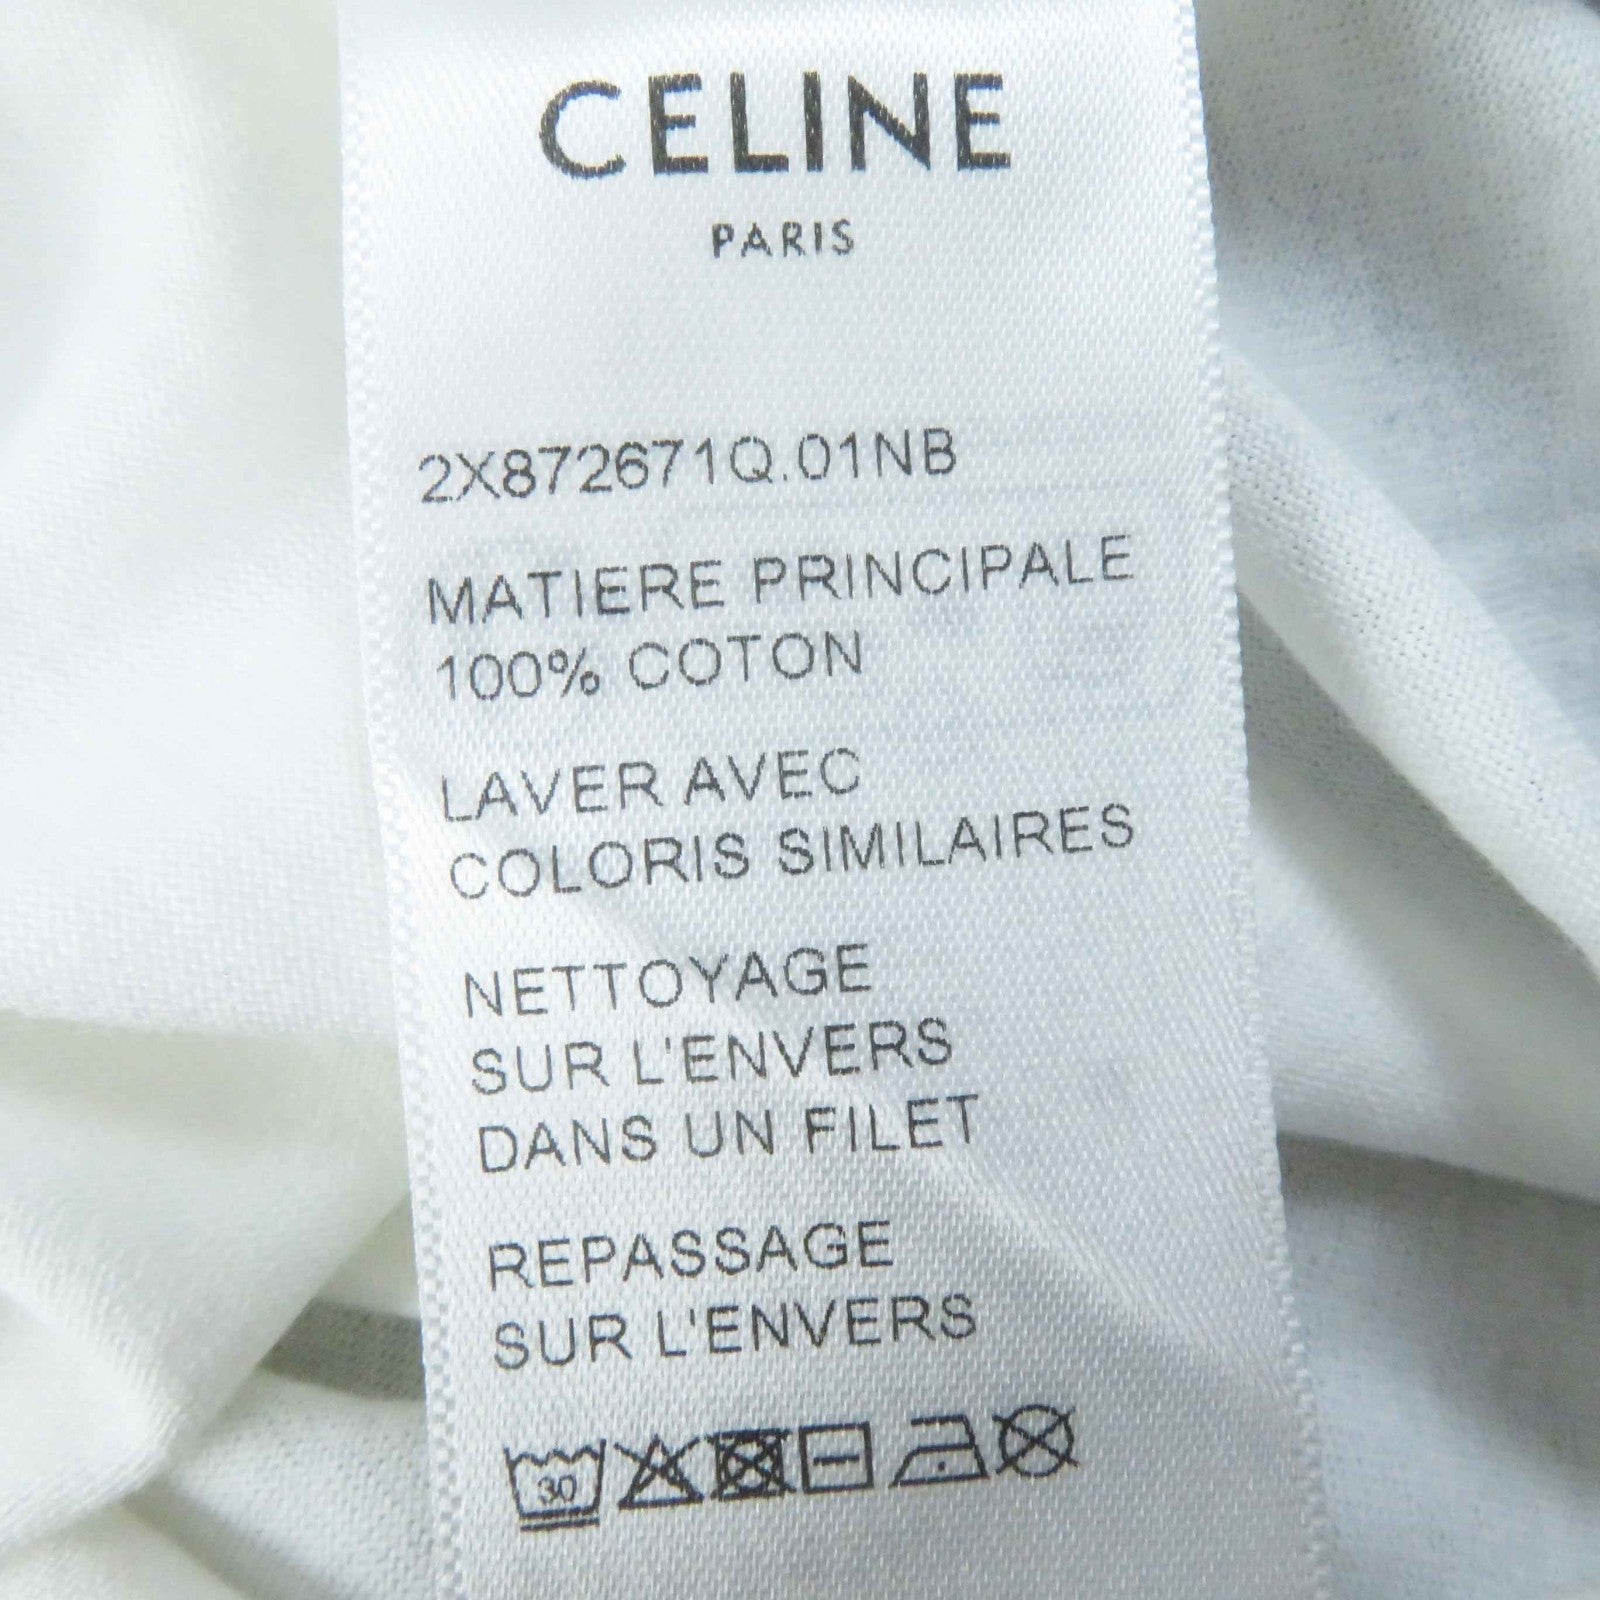 CELINE
PARIS
2X872671Q.01NB
MATIERE PRINCIPALE
100% COTON
LAVER AVEC
COLORIS SIMILAIRES
NETTOYAGE
SUR L'ENVERS
DANS UN FILET
REPASSAGE
SUR L'ENVERS
30